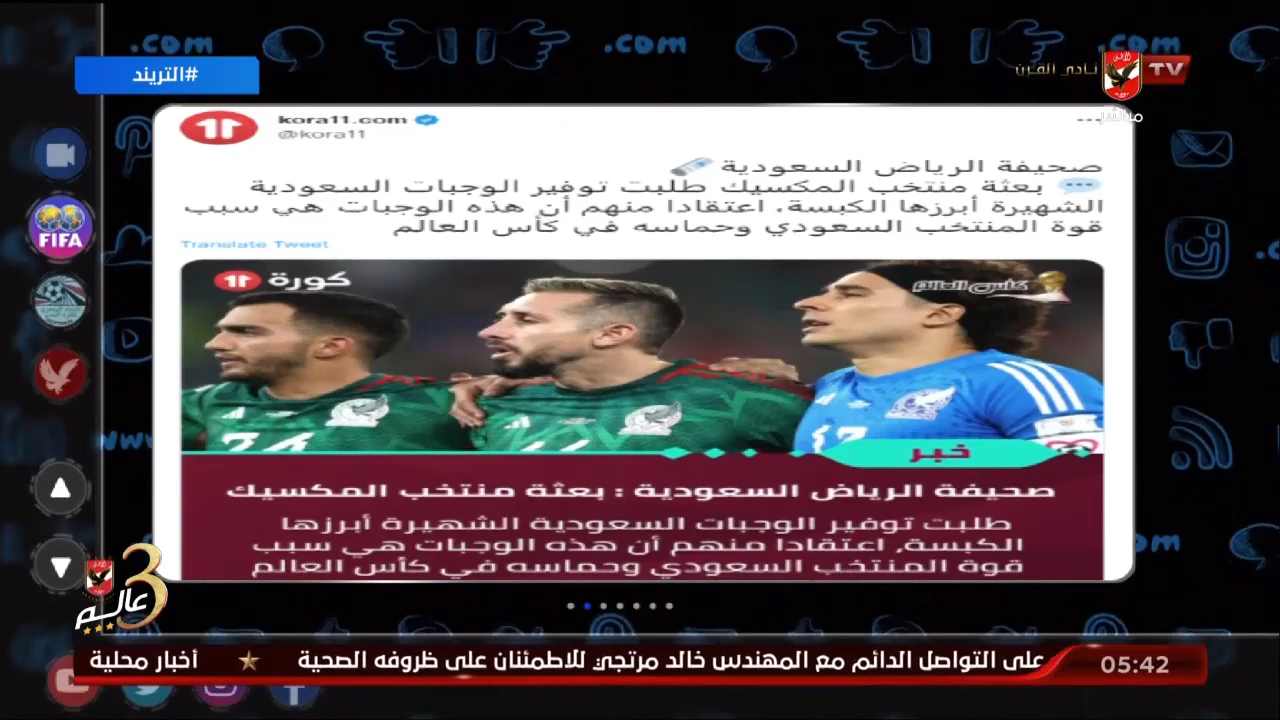 #التريند
نادي القرن
TV
مباشر
kora11.com
@kora11
صحيفة الرياض السعودية
بعثة منتخب المكسيك طلبت توفير الوجبات السعودية
الشهيرة أبرزها الكبسة، اعتقادا منهم أن هذه الوجبات هي سبب
قوة المنتخب السعودي وحماسه في كأس العالم
Translate Tweet
11 كورة
كأس العالم
FIFA
خبر
صحيفة الرياض السعودية : بعثة منتخب المكسيك
طلبت توفير الوجبات السعودية الشهيرة أبرزها
الكبسة, اعتقادا منهم أن هذه الوجبات هي سبب
قوة المنتخب السعودي وحماسه في كأس العالم
3 عالم
على التواصل الدائم مع المهندس خالد مرتجي للاطمئنان على ظروفه الصحية ★ أخبار محلية
05:42
.com
.com
.com